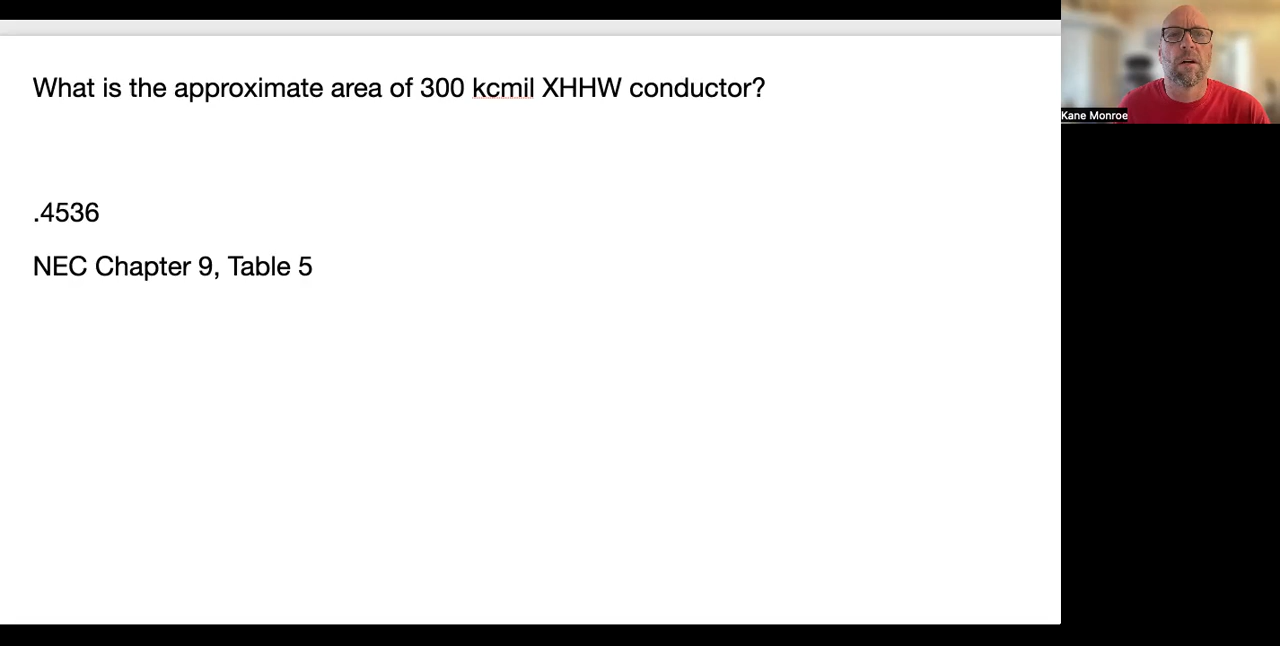 What is the approximate area of 300 kcmil XHHW conductor?
.4536
NEC Chapter 9, Table 5
Kane Monroe